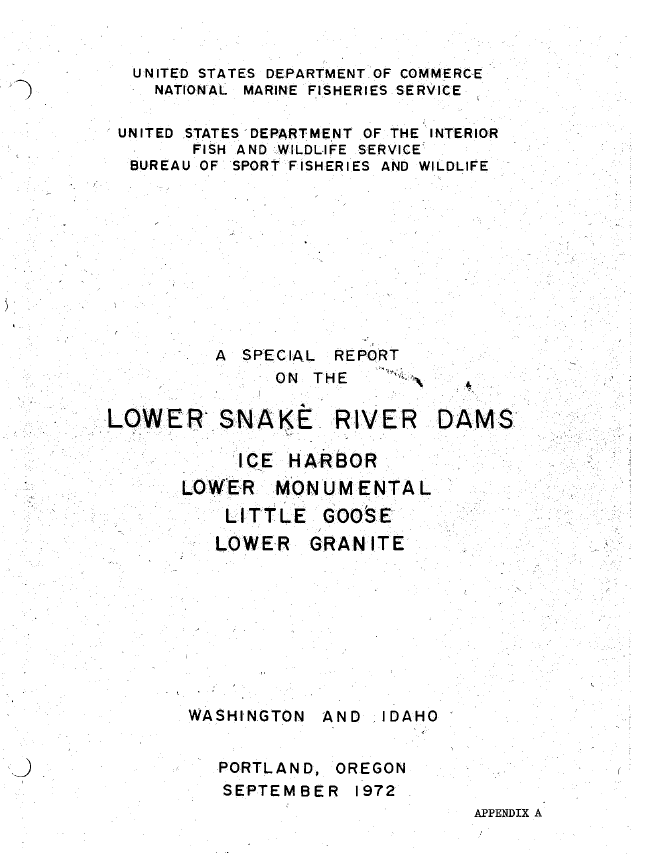 UNITED STATES DEPARTMENT OF COMMERCE
NATIONAL MARINE FISHERIES SERVICE
UNITED STATES DEPARTMENT OF THE INTERIOR
FISH AND WILDLIFE SERVICE
BUREAU OF SPORT FISHERIES AND WILDLIFE
A SPECIAL REPORT
ON THE
LOWER SNAKE RIVER DAMS
ICE HARBOR
LOWER MONUMENTAL
LITTLE GOOSE
LOWER GRANITE
WASHINGTON AND IDAHO
PORTLAND, OREGON
SEPTEMBER 1972
APPENDIX A